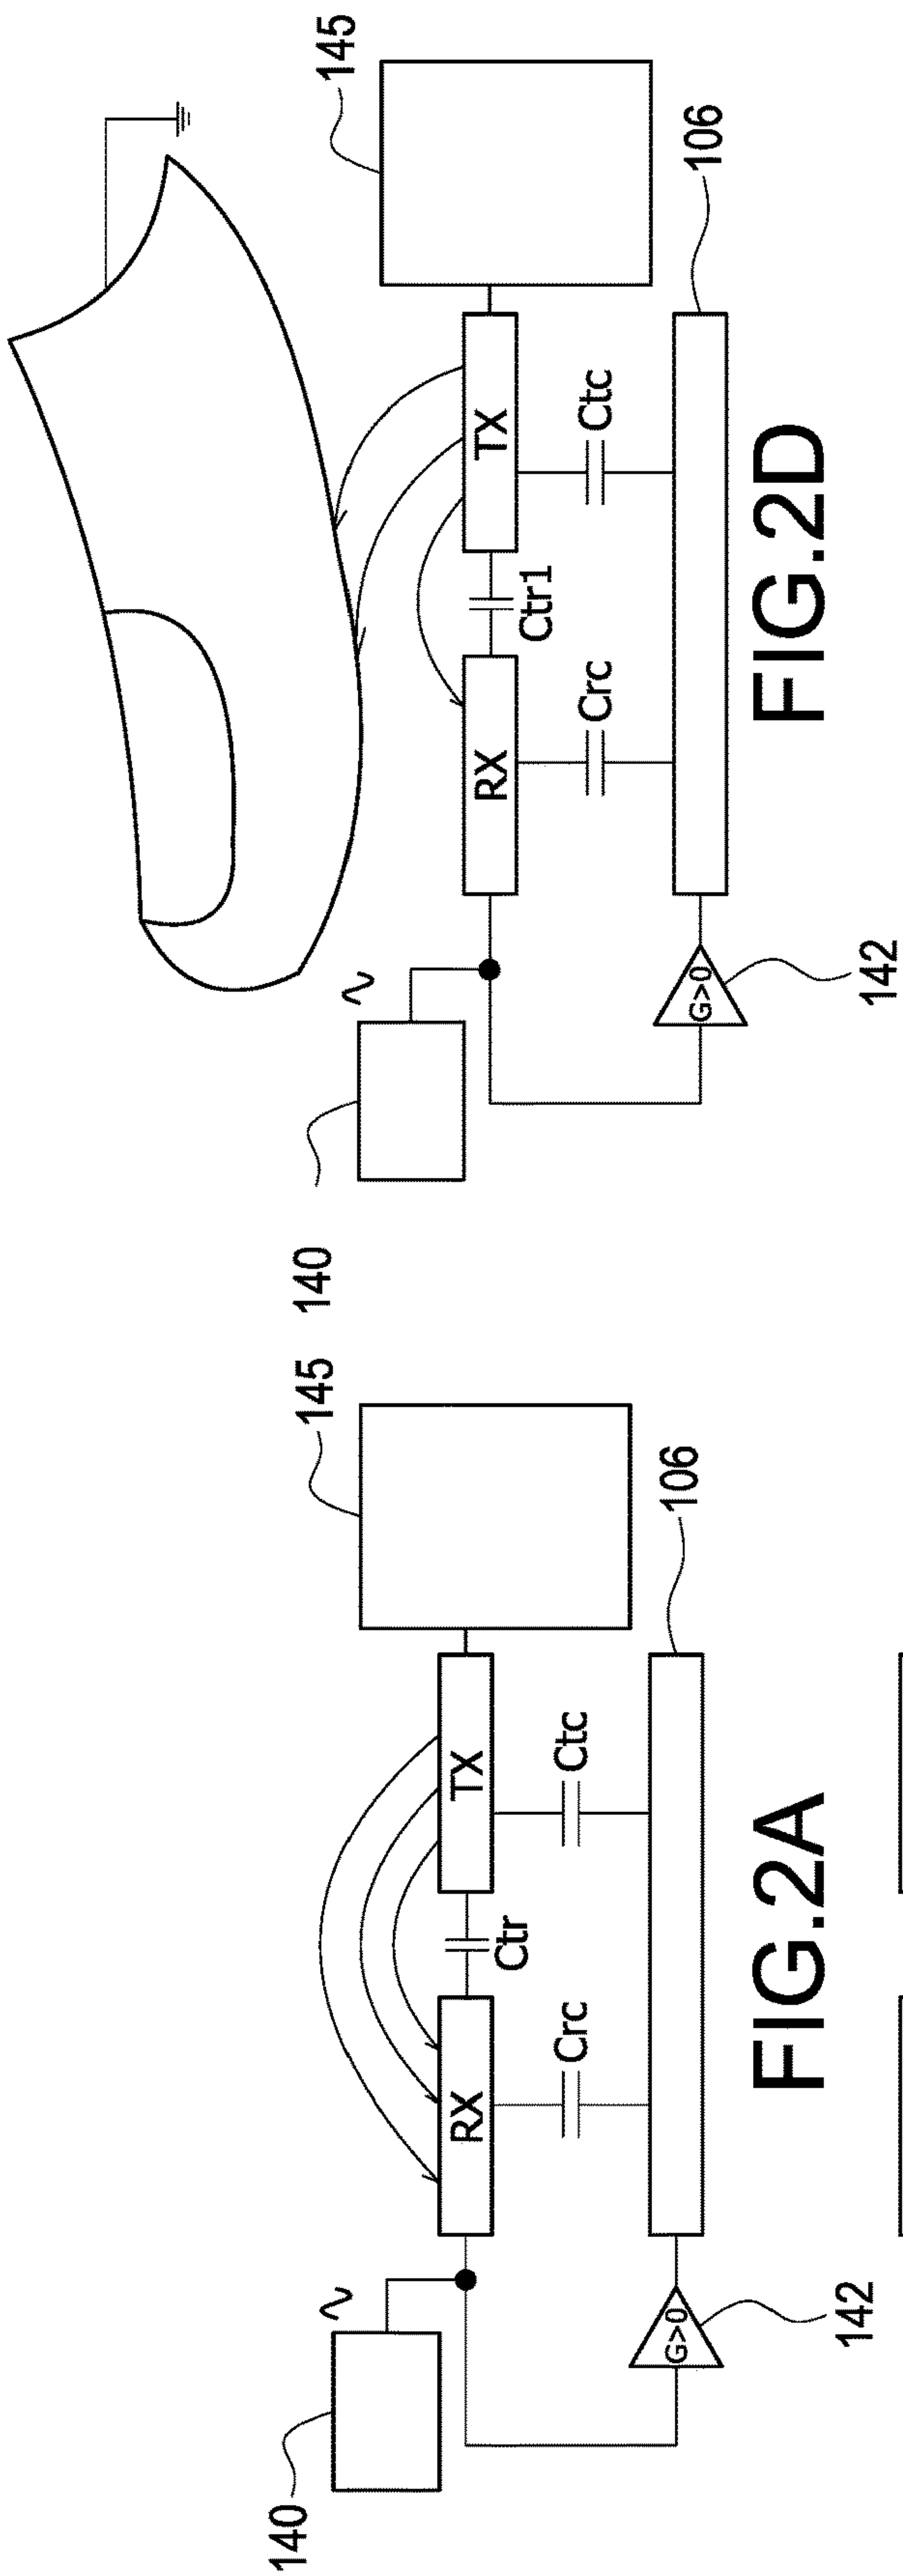 140
145
RX
TX
Ctr
Crc
Ctc
106
G>0
142
FIG.2A
140
145
RX
TX
Ctr1
Crc
Ctc
106
G>0
142
FIG.2D